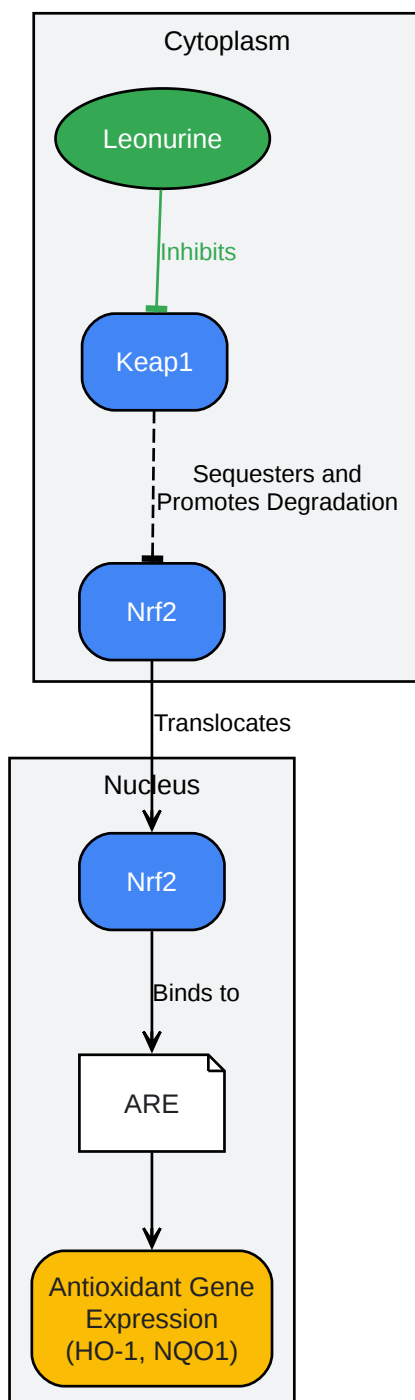 Cytoplasm
Leonurine
Inhibits
Keap1
Sequesters and
Promotes Degradation
Nrf2
Translocates
Nucleus
Nrf2
Binds to
ARE
Antioxidant Gene
Expression
(HO-1, NQO1)